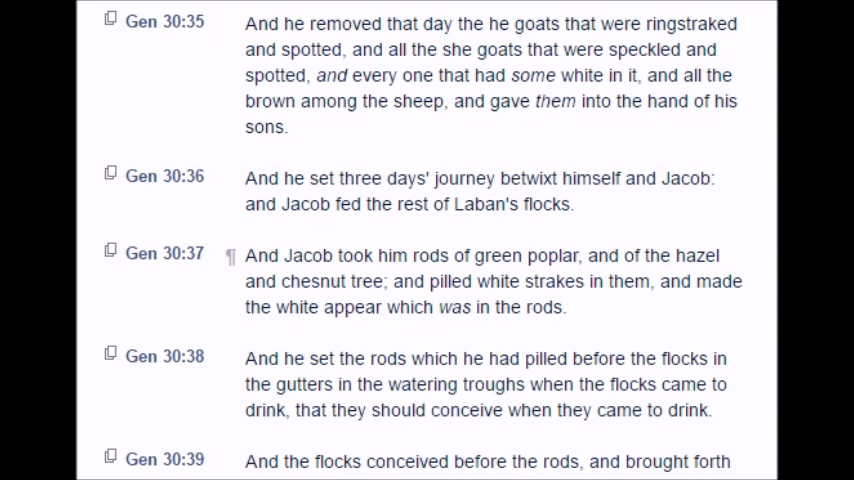 Gen 30:35 And he removed that day the he goats that were ringstraked
and spotted, and all the she goats that were speckled and
spotted, and every one that had some white in it, and all the
brown among the sheep, and gave them into the hand of his
sons.
Gen 30:36 And he set three days' journey betwixt himself and Jacob:
and Jacob fed the rest of Laban's flocks.
Gen 30:37 ¶ And Jacob took him rods of green poplar, and of the hazel
and chesnut tree; and pilled white strakes in them, and made
the white appear which was in the rods.
Gen 30:38 And he set the rods which he had pilled before the flocks in
the gutters in the watering troughs when the flocks came to
drink, that they should conceive when they came to drink.
Gen 30:39 And the flocks conceived before the rods, and brought forth